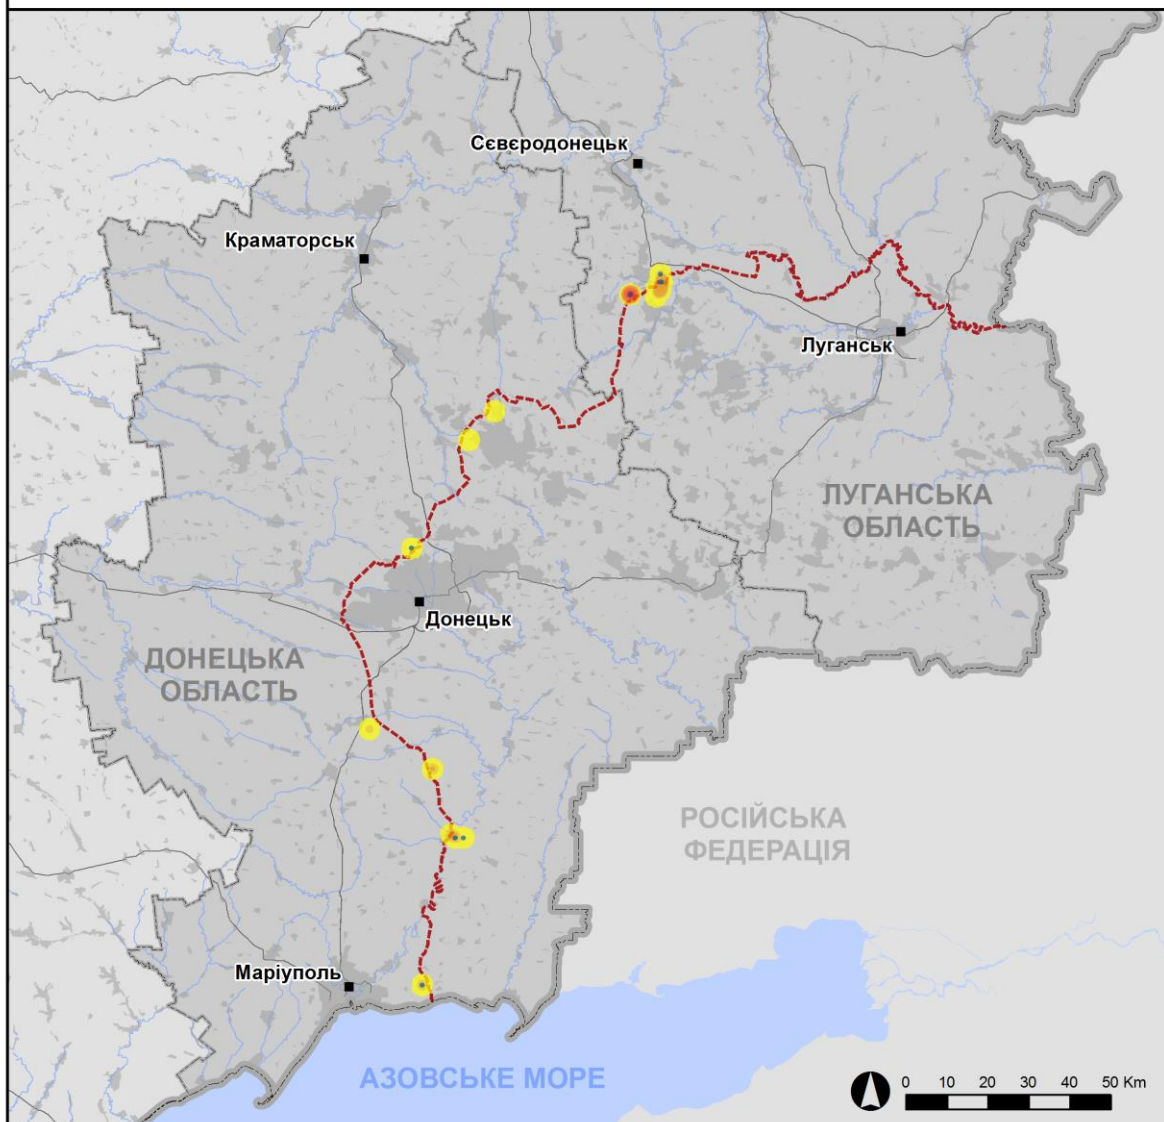 Сєвєродонецьк
Краматорськ
Луганськ
ЛУГАНСЬКА
ОБЛАСТЬ
Донецьк
ДОНЕЦЬКА
ОБЛАСТЬ
РОСІЙСЬКА
ФЕДЕРАЦІЯ
Маріуполь
АЗОВСЬКЕ МОРЕ
0 10 20 30 40 50 Km